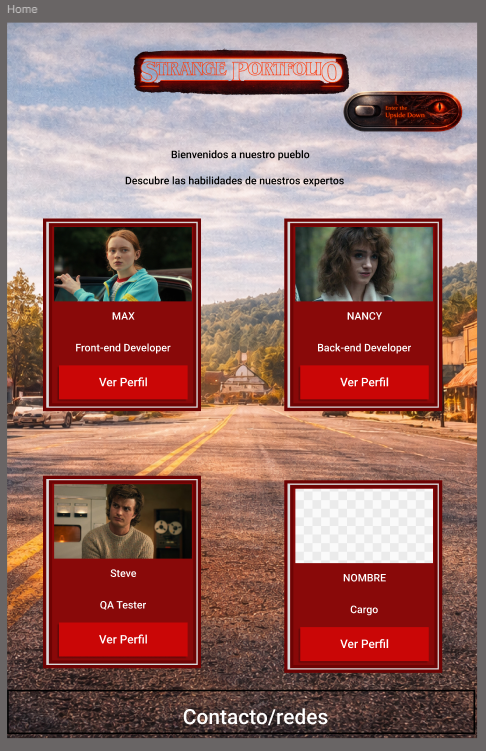 Home
STRANGE PORTFOLIO
Enter the
Upside Down
Bienvenidos a nuestro pueblo
Descubre las habilidades de nuestros expertos
MAX
Front-end Developer
Ver Perfil
NANCY
Back-end Developer
Ver Perfil
Steve
QA Tester
Ver Perfil
NOMBRE
Cargo
Ver Perfil
Contacto/redes